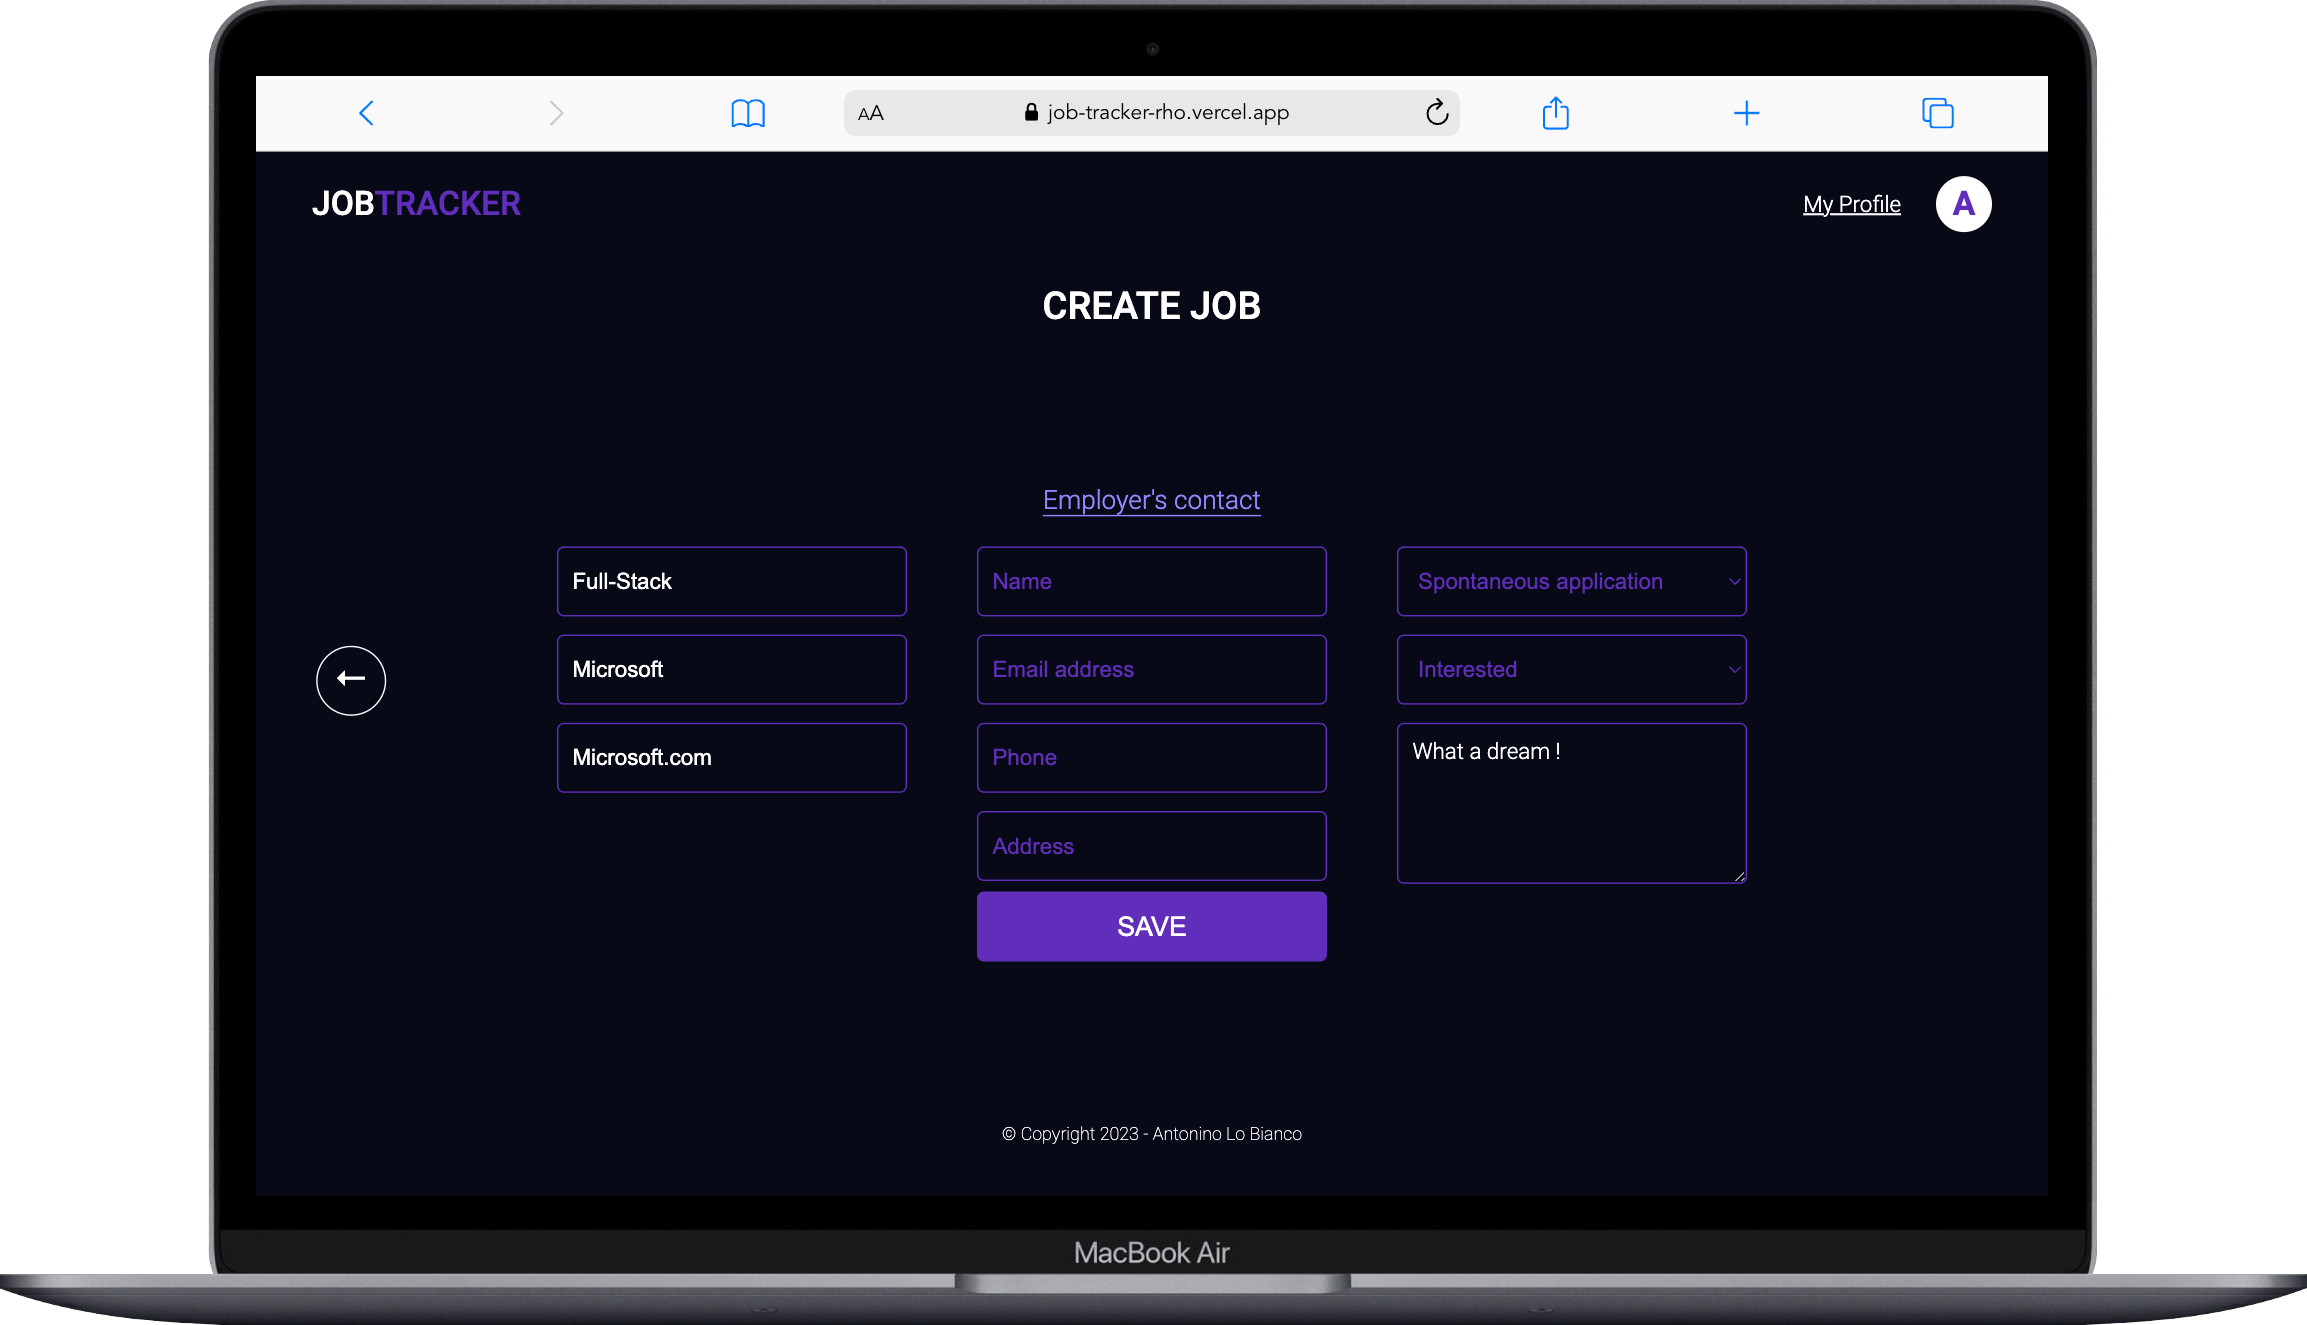 AA job-tracker-rho.vercel.app
JOBTRACKER
My Profile A
CREATE JOB
Employer's contact
Full-Stack
Microsoft
Microsoft.com
Name
Email address
Phone
Address
SAVE
Spontaneous application
Interested
What a dream !
© Copyright 2023 - Antonino Lo Bianco
MacBook Air